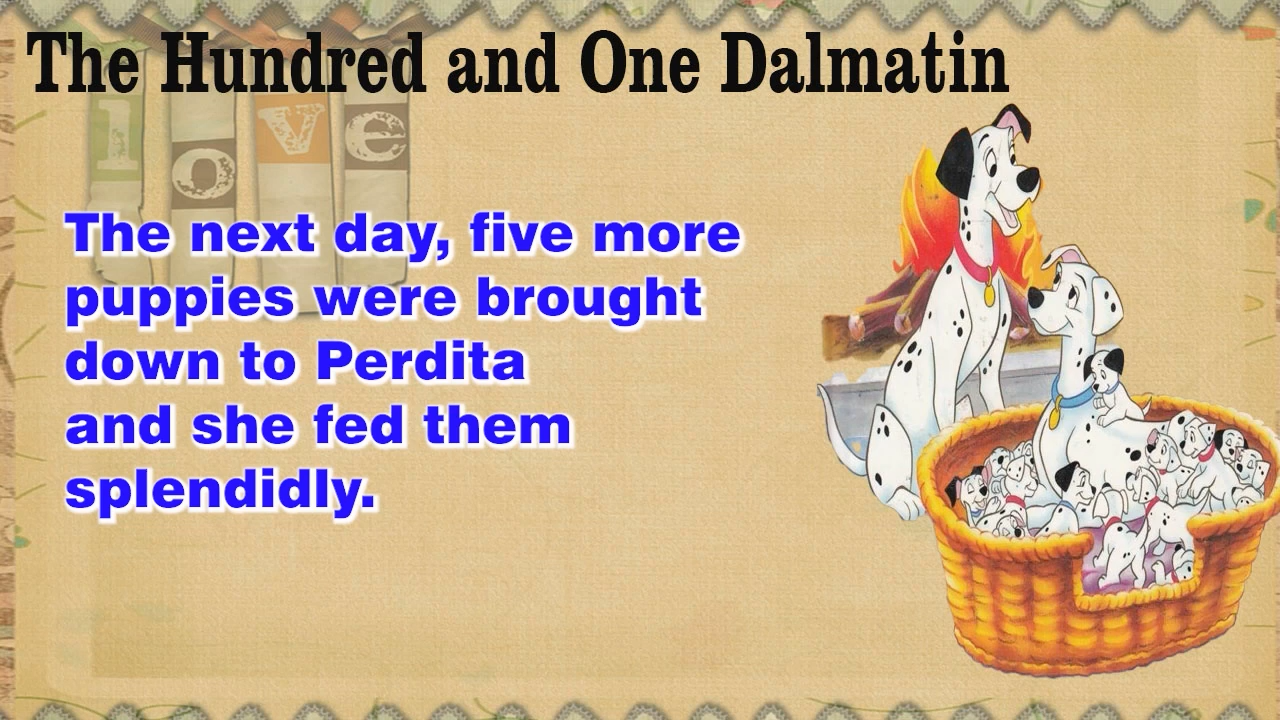 The Hundred and One Dalmatin
love
The next day, five more
puppies were brought
down to Perdita
and she fed them
splendidly.